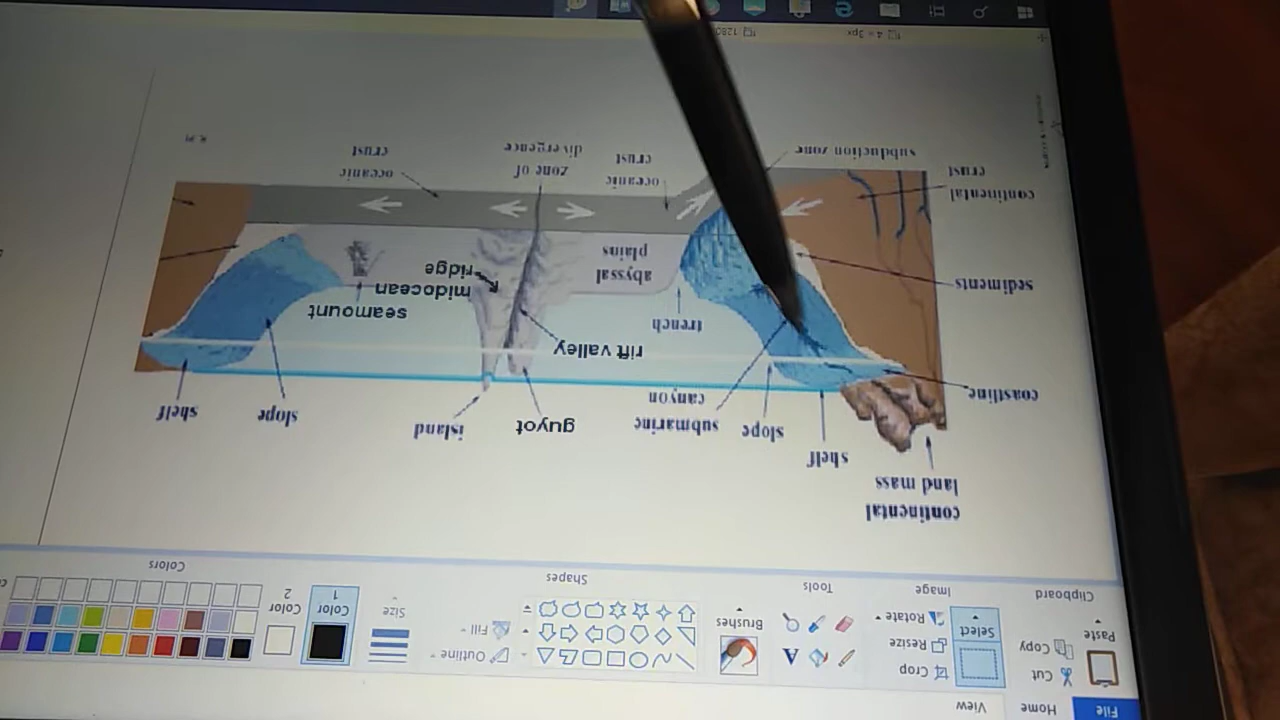 File
Home
View
Paste
Cut
Copy
Clipboard
Select
Crop
Resize
Rotate
Image
A
Tools
Brushes
Shapes
Outline
Fill
Size
Color
1
Color
2
Colors
continental
land mass
shelf
slope
submarine
canyon
guyot
island
slope
shelf
coastline
rift valley
trench
seamount
midocean
ridge
sediments
abyssal
plains
continental
crust
subduction zone
oceanic
crust
zone of
divergence
oceanic
crust